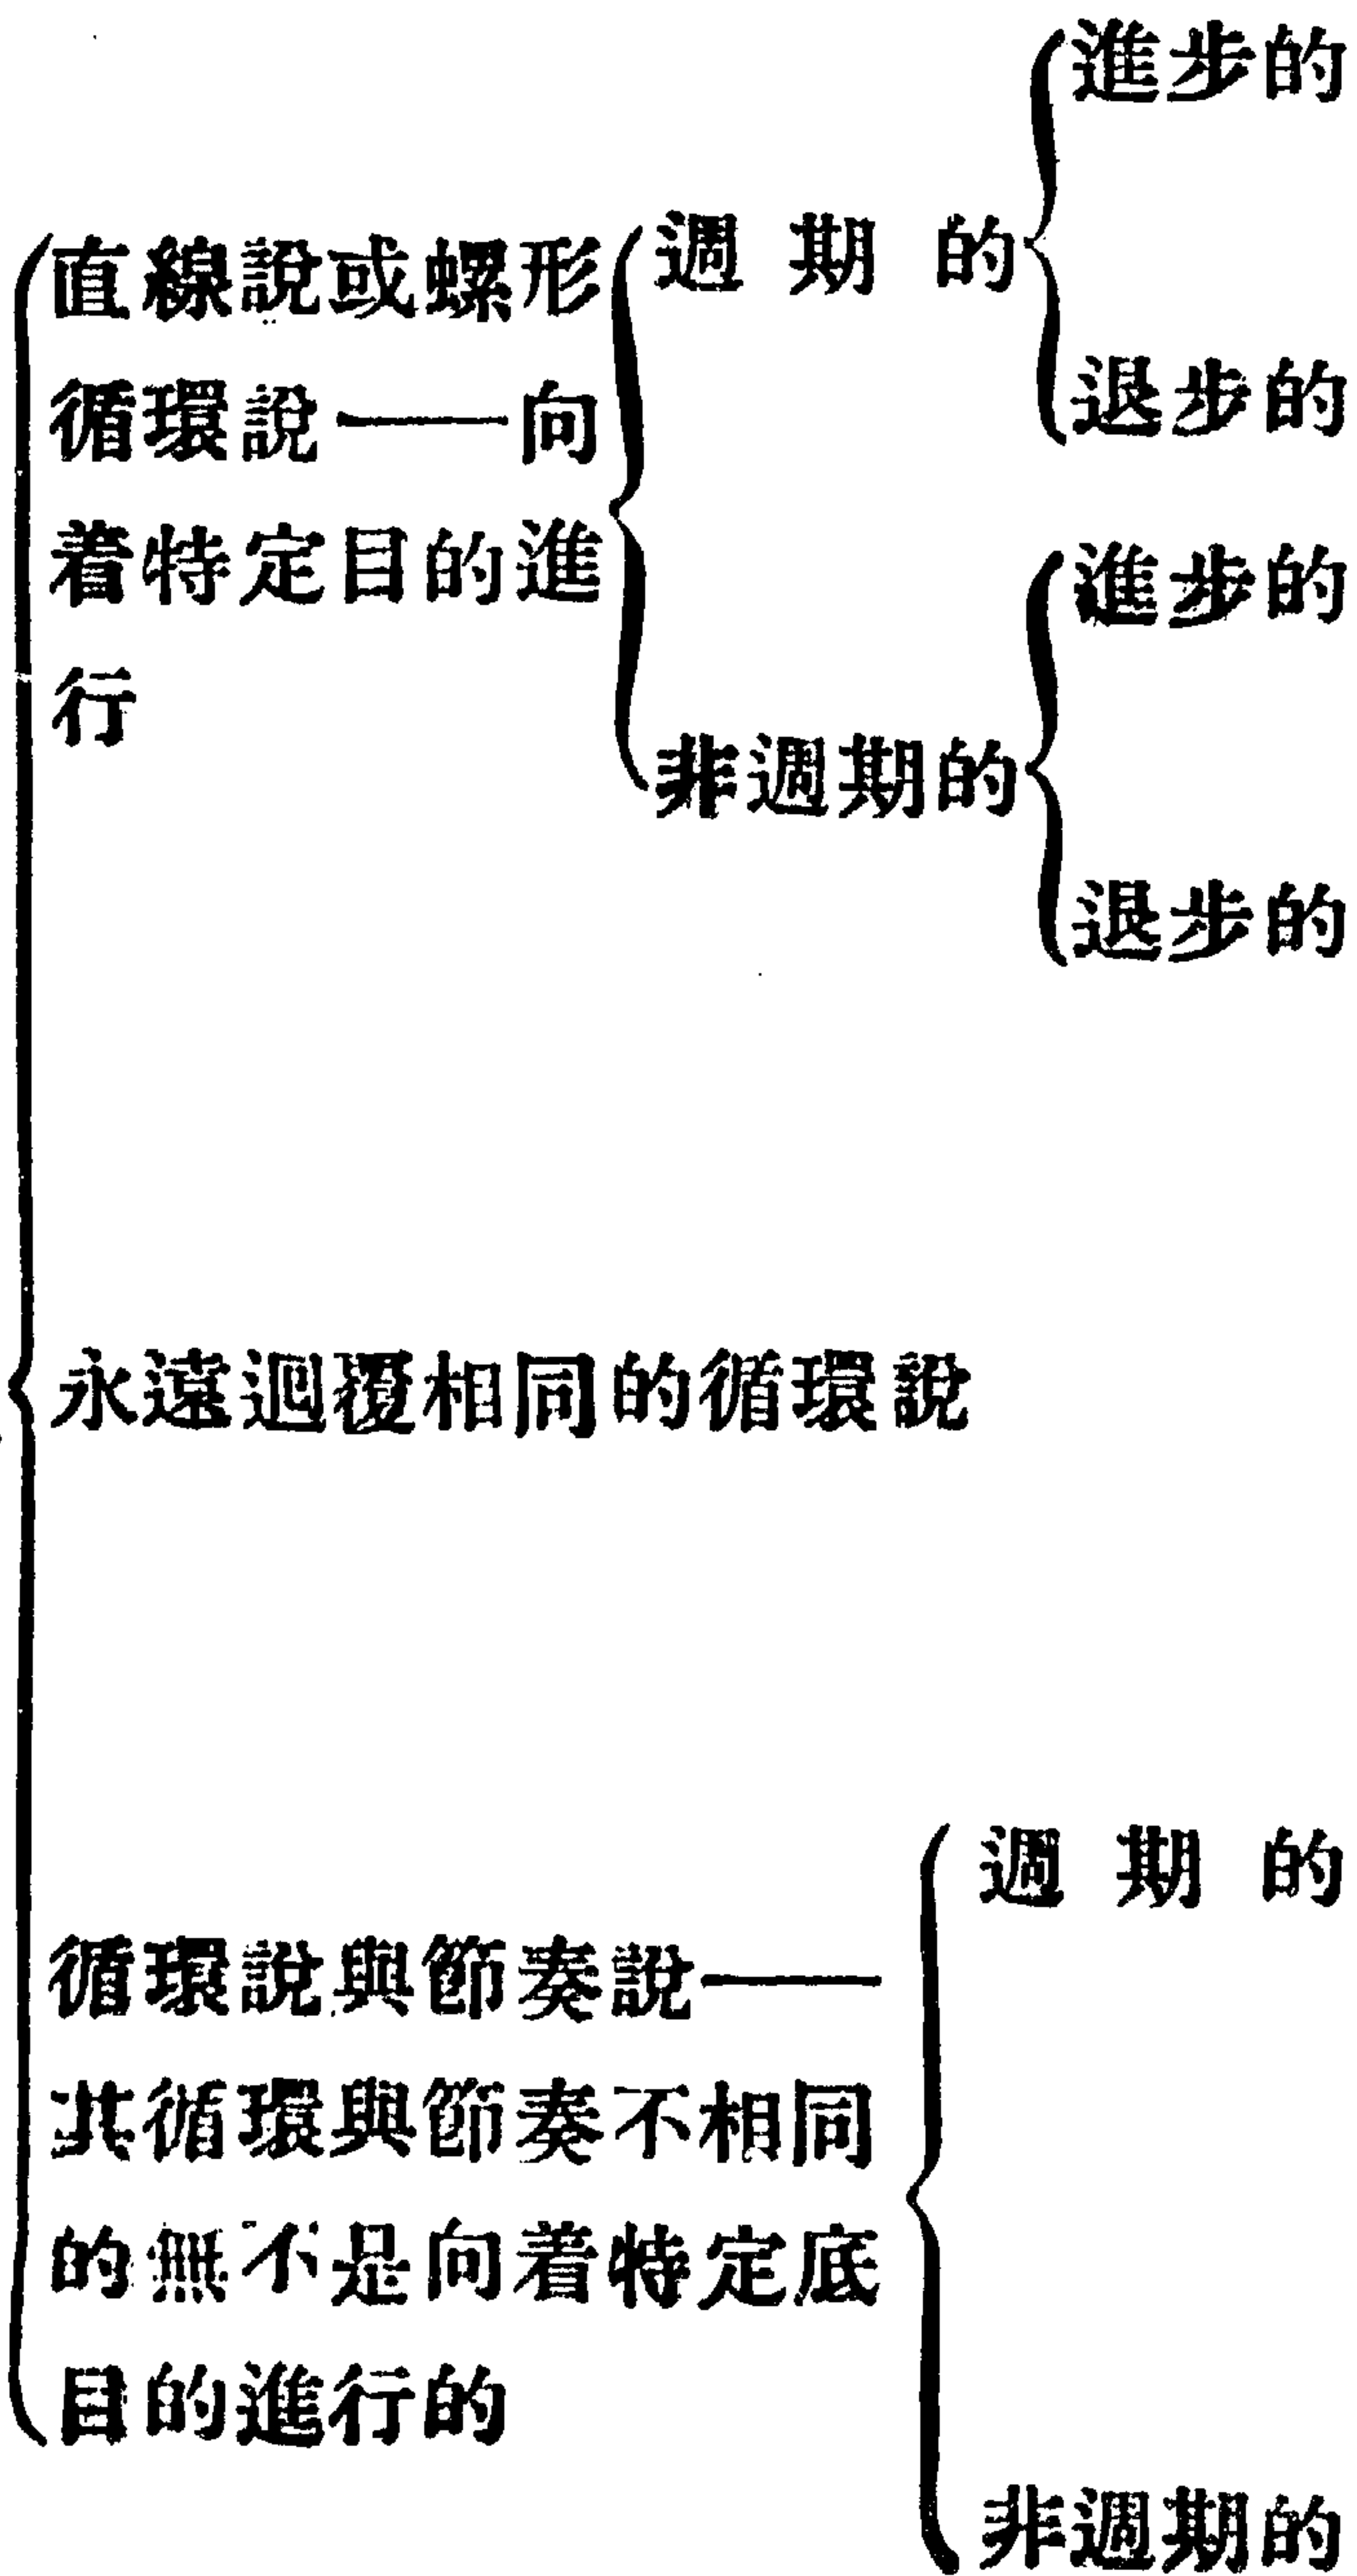 直線說或螺形
循環說——向
着特定目的進
行
週期的
進步的
退步的
非週期的
進步的
退步的
永遠迴覆相同的循環說
循環說與節奏說——
其循環與節奏不相同
的無不是向着特定底
目的進行的
週期的
非週期的